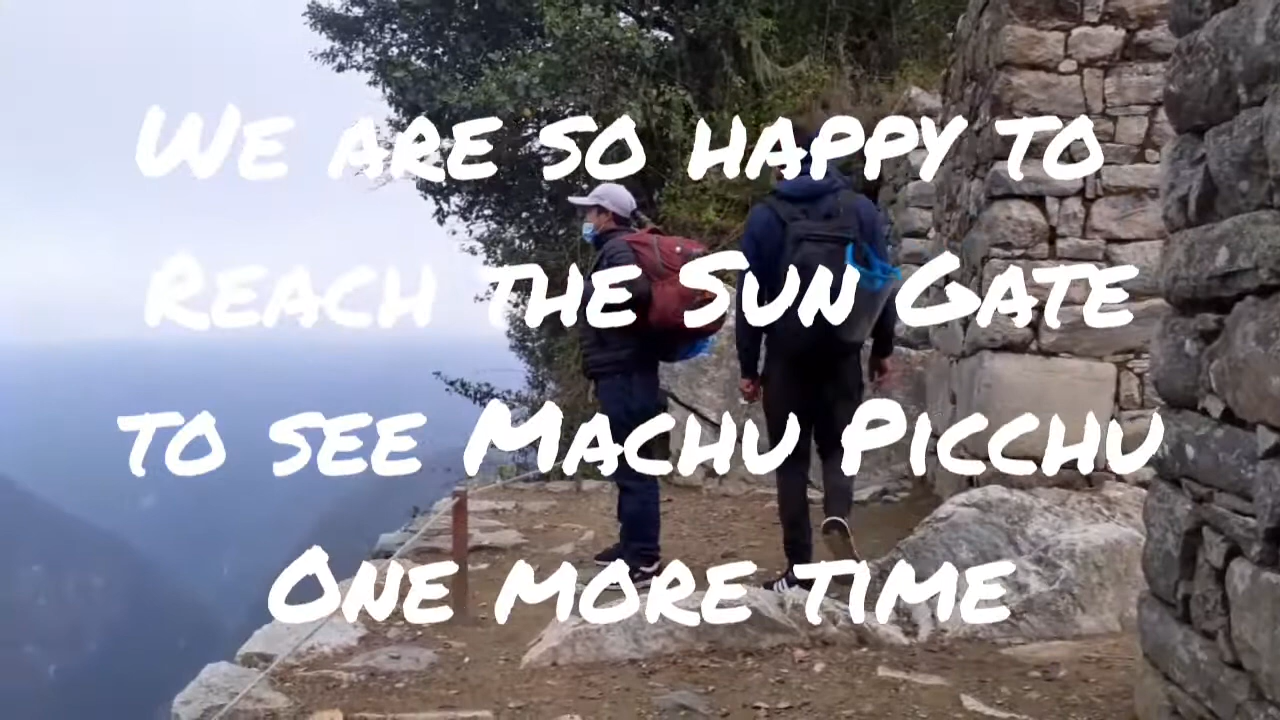 We are so happy to
Reach the Sun Gate
to see Machu Picchu
One more time